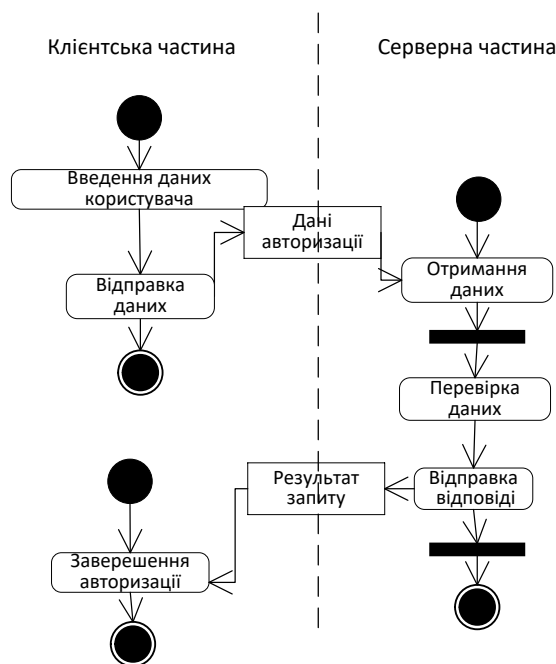 Клієнтська частина
Серверна частина
Введення даних
користувача
Дані
авторизації
Відправка
даних
Отримання
даних
Перевірка
даних
Результат
запиту
Відправка
відповіді
Заверешення
авторизації